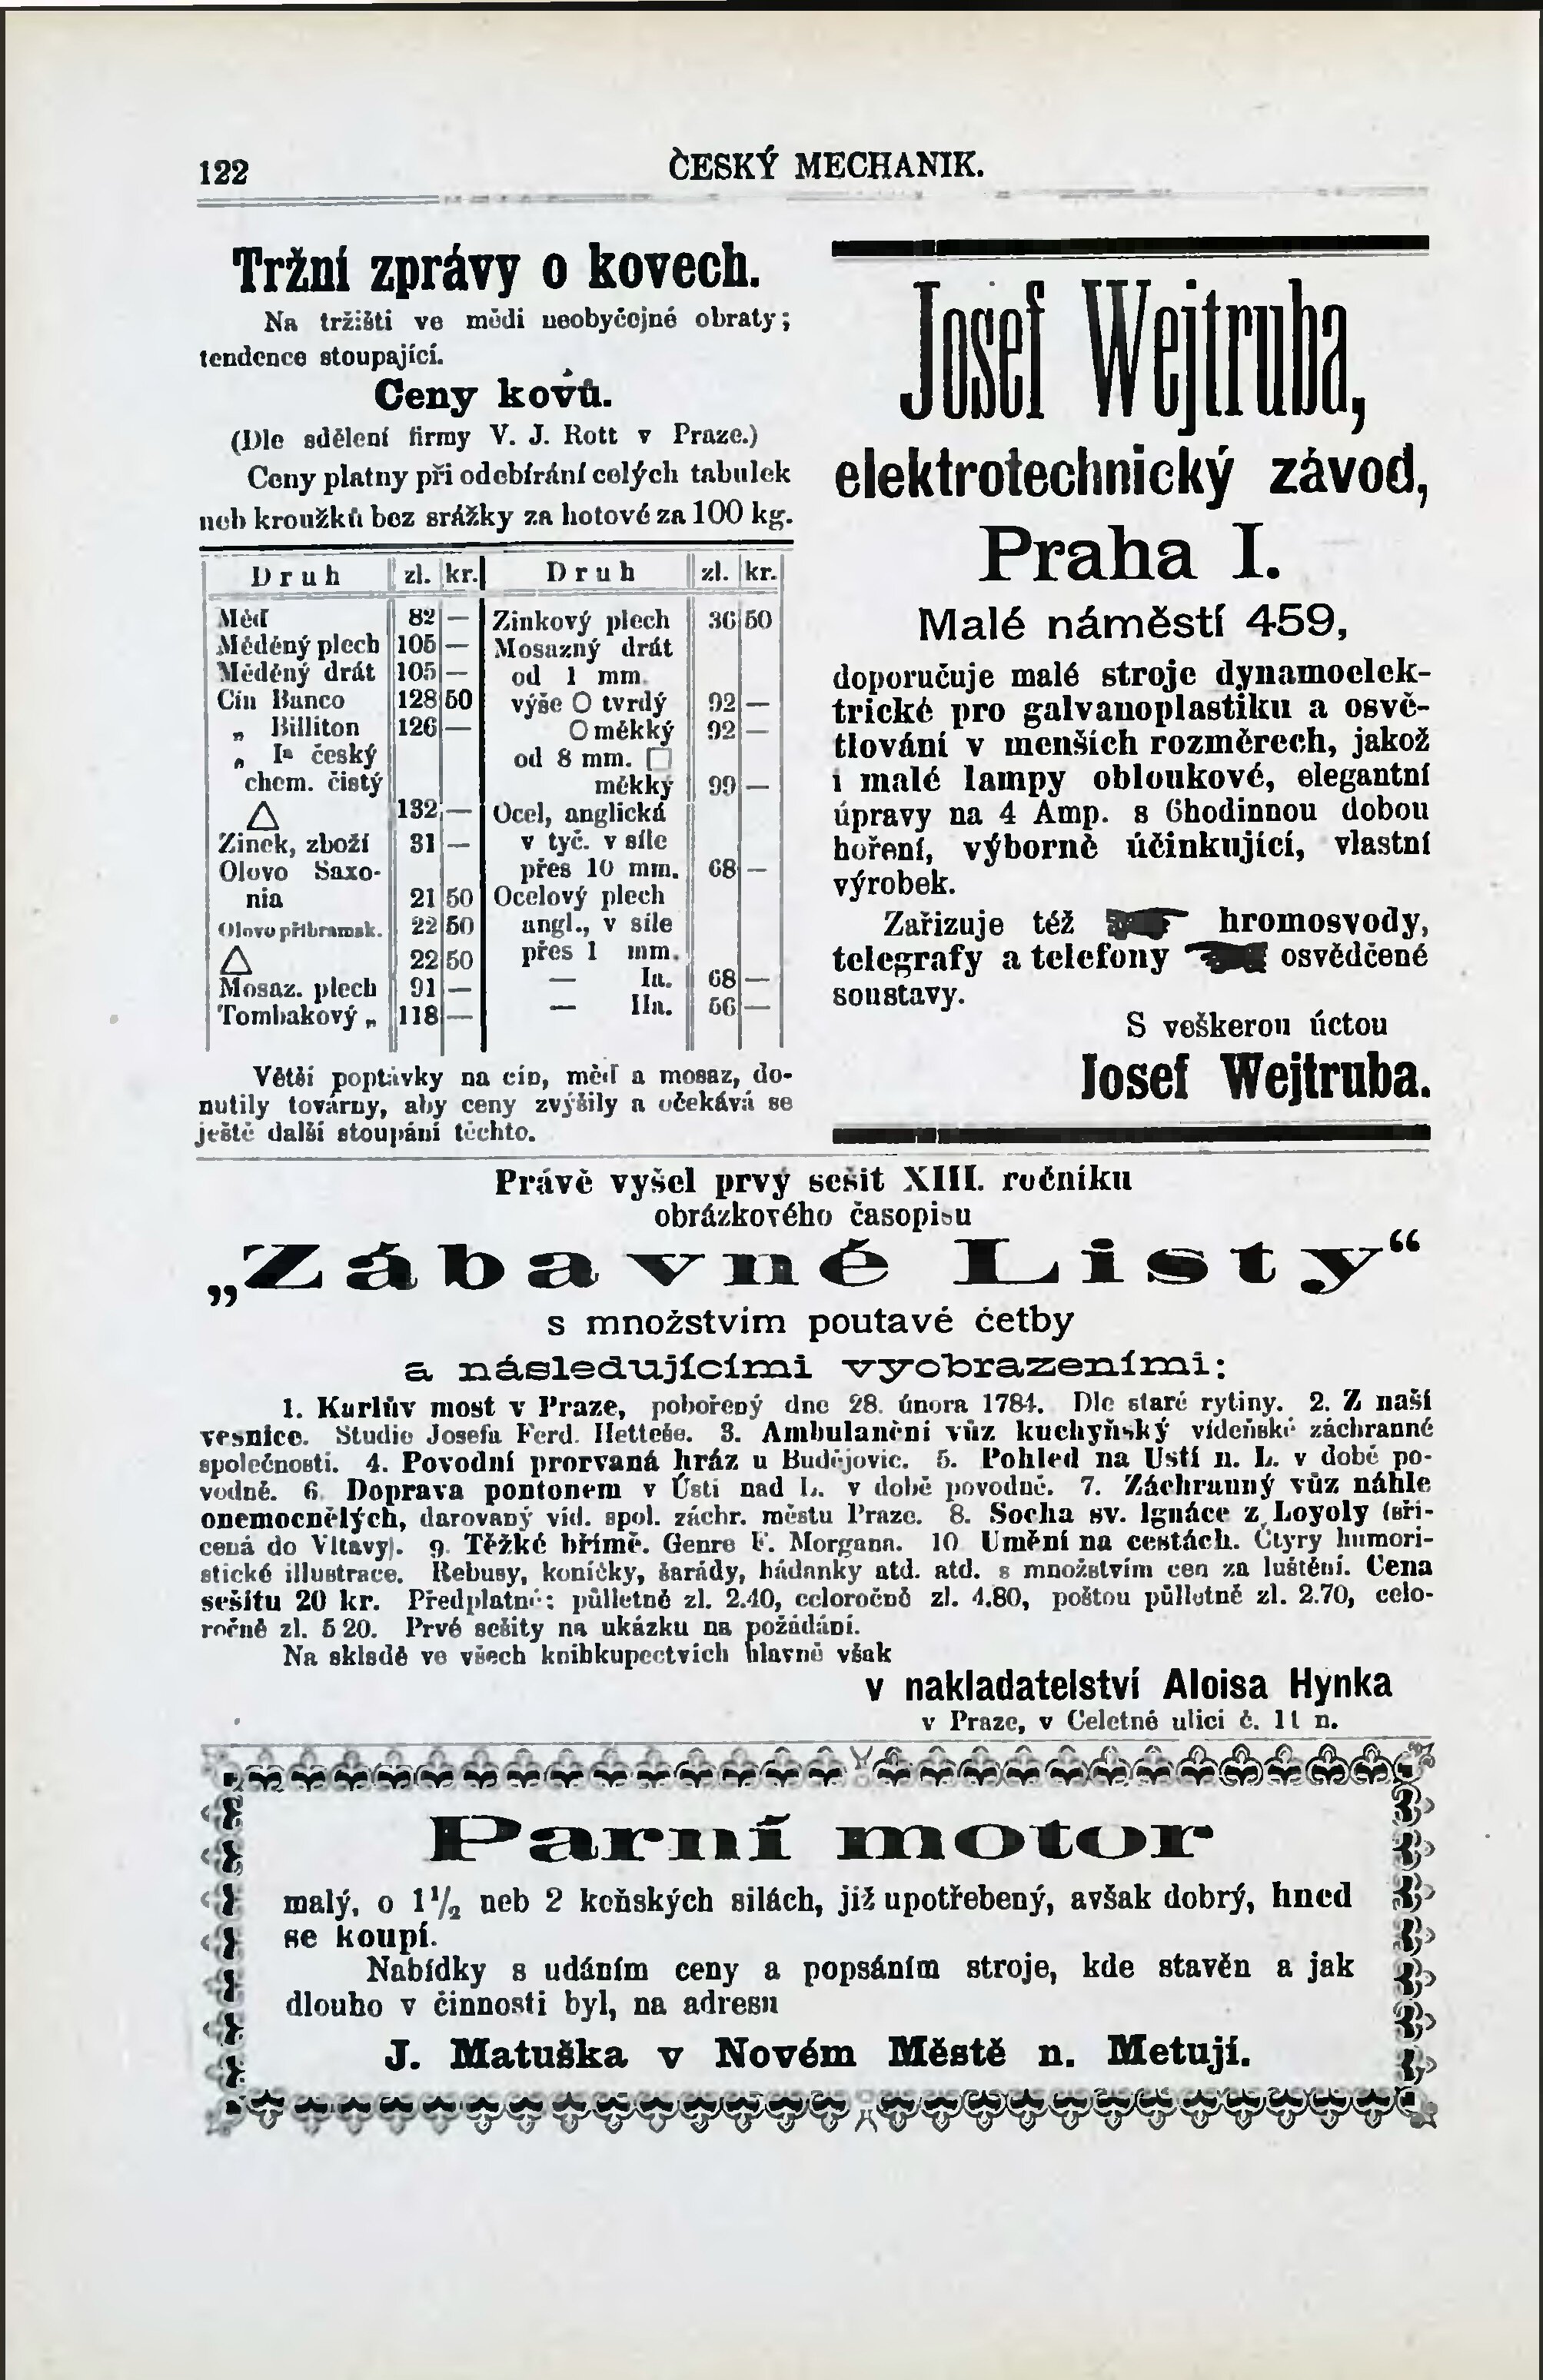 122
ČESKÝ MECHANIK.
Tržní zprávy o kovech.
Na tržišti ve mědi neobyčejné obraty;
tendence stoupající.
Ceny kovů.
(Dle sdělení firmy V. J. Rott v Praze.)
Ceny platny při odebírání celých tabulek
neb kroužků bez srážky za hotové za 100 kg.
Druh zl. kr. Druh zl. kr.
Měď 82 —
Měděný plech 105 —
Měděný drát 105 —
Cín Banco 128 50
„ Billiton 126 —
„ Iᵃ český
chem. čistý
△ 132 —
Zinek, zboží 31 —
Olovo Saxo-
nia 21 50
Olovo příbramsk. 22 50
△ 22 50
Mosaz. plech 91 —
Tombakový „ 118 —
Zinkový plech 36 50
Mosazný drát
od 1 mm.
výše O tvrdý 92 —
O měkký 92 —
od 8 mm. □
měkký 99 —
Ocel, anglická
v tyč. v síle
přes 10 mm. 68 —
Ocelový plech
angl., v síle
přes 1 mm.
— Ia. 68 —
— IIa. 56 —
Větší poptávky na cín, měď a mosaz, do-
nutily továrny, aby ceny zvýšily a očekává se
ještě další stoupání těchto.
Josef Wejtruba,
elektrotechnický závod,
Praha I.
Malé náměstí 459,
doporučuje malé stroje dynamoelek-
trické pro galvanoplastiku a osvě-
tlování v menších rozměrech, jakož
i malé lampy obloukové, elegantní
úpravy na 4 Amp. s 6hodinnou dobou
hoření, výborně účinkující, vlastní
výrobek.
Zařizuje též hromosvody,
telegrafy a telefony osvědčené
soustavy.
S veškerou úctou
Josef Wejtruba.
Právě vyšel prvý sešit XIII. ročníku
obrázkového časopisu
„Zábavné Listy“
s množstvím poutavé četby
a následujícími vyobrazeními:
1. Karlův most v Praze, pobořený dne 28. února 1784. Dle staré rytiny. 2. Z naší
vesnice. Studie Josefa Ferd. Hetteše. 3. Ambulanční vůz kuchyňský vídeňské záchranné
společnosti. 4. Povodní prorvaná hráz u Budějovic. 5. Pohled na Ustí n. L. v době po-
vodně. 6. Doprava pontonem v Ústi nad L. v době povodně. 7. Záchranný vůz náhle
onemocnělých, darovaný víd. spol. záchr. městu Praze. 8. Socha sv. Ignáce z Loyoly (sří-
cená do Vltavy). 9. Těžké břímě. Genre F. Morgana. 10 Umění na cestách. Čtyry humori-
stické illustrace. Rebusy, koníčky, šarády, hádanky atd. atd. s množstvím cen za luštění. Cena
sešitu 20 kr. Předplatné: půlletně zl. 2.40, celoročně zl. 4.80, poštou půlletně zl. 2.70, celo-
ročně zl. 5 20. Prvé sešity na ukázku na požádání.
Na skladě ve všech knihkupectvích hlavně však
v nakladatelství Aloisa Hynka
v Praze, v Celetné ulici č. 11 n.
Parní motor
malý, o 1½ neb 2 koňských silách, již upotřebený, avšak dobrý, hned
se koupí.
Nabídky s udáním ceny a popsáním stroje, kde stavěn a jak
dlouho v činnosti byl, na adresu
J. Matuška v Novém Městě n. Metují.